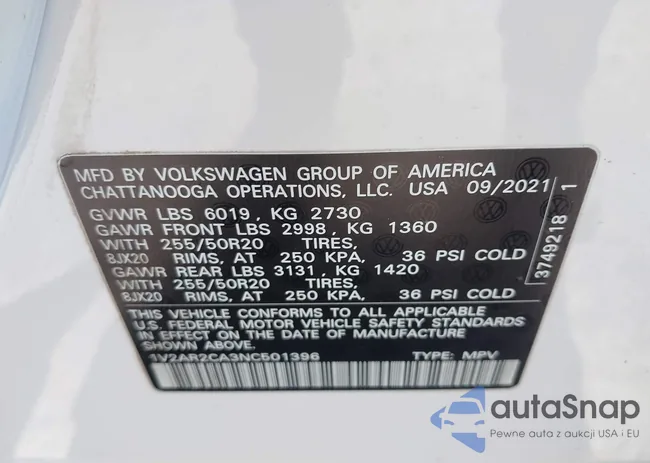 MFD BY VOLKSWAGEN GROUP OF AMERICA
CHATTANOOGA OPERATIONS, LLC. USA 09/2021
GVWR LBS 6019, KG 2730
GAWR FRONT LBS 2998, KG 1360
WITH 255/50R20 TIRES,
8JX20 RIMS, AT 250 KPA, 36 PSI COLD
GAWR REAR LBS 3131, KG 1420
WITH 255/50R20 TIRES,
8JX20 RIMS, AT 250 KPA, 36 PSI COLD
THIS VEHICLE CONFORMS TO ALL APPLICABLE
U.S. FEDERAL MOTOR VEHICLE SAFETY STANDARDS
IN EFFECT ON THE DATE OF MANUFACTURE
SHOWN ABOVE.
1V2AR2CA3NC501396 TYPE: MPV
3749218 1
autaSnap
Pewne auta z aukcji USA i EU